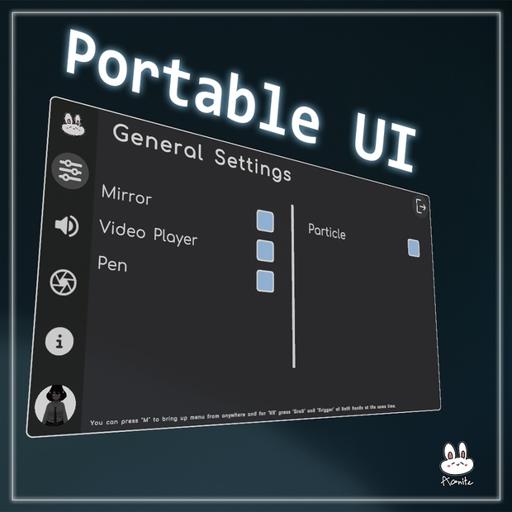 Portable UI
General Settings
Mirror
Video Player
Pen
Particle
You can press "M" to bring up menu from anywhere and for "VR" press "Grab" and "Trigger" of Both hands at the same time.